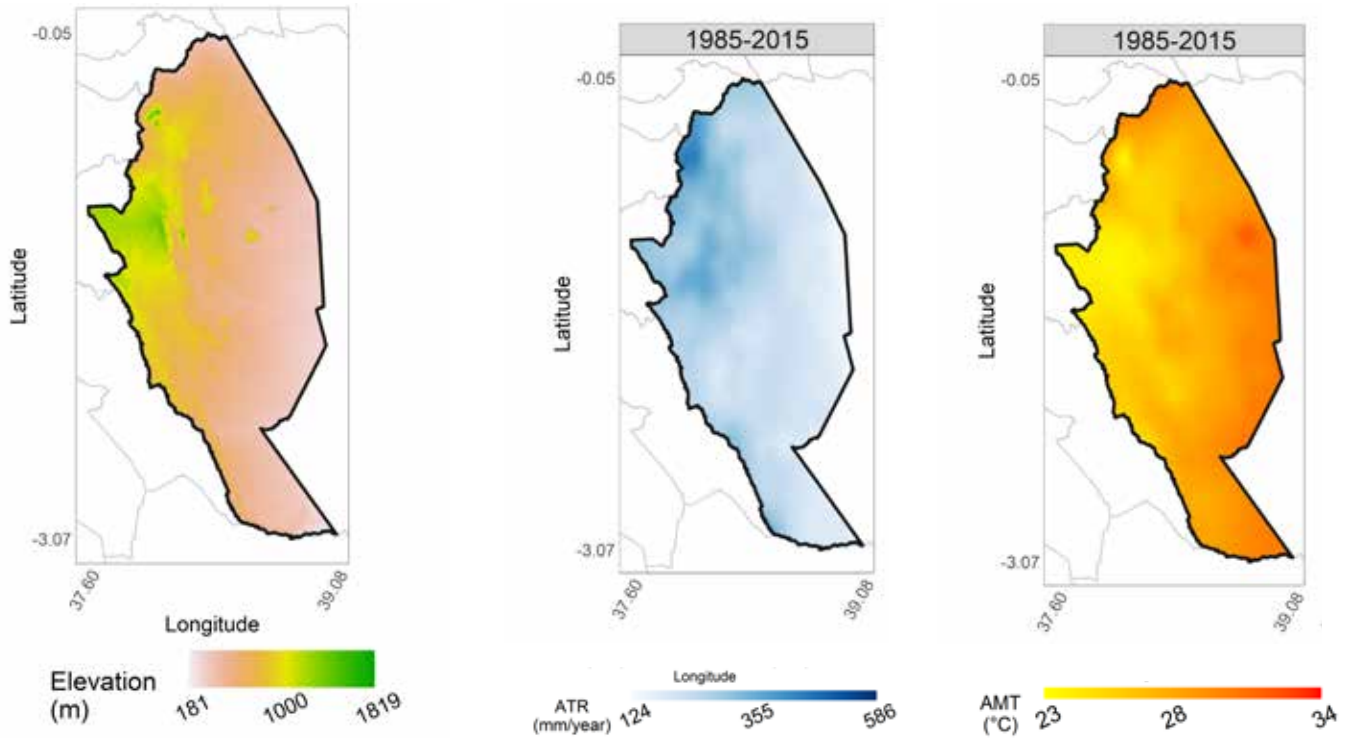 -0.05
Latitude
-3.07
37.60
39.08
Longitude
Elevation
(m)
181
1000
1819
1985-2015
-0.05
Latitude
-3.07
37.60
39.08
Longitude
ATR
(mm/year)
124
355
586
1985-2015
-0.05
Latitude
-3.07
37.60
39.08
AMT
(°C)
23
28
34